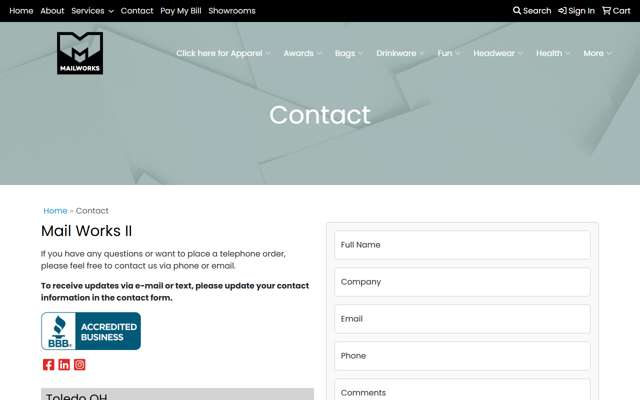 Home About Services Contact Pay My Bill Showrooms Search Sign In Cart
MAILWORKS
Click here for Apparel Awards Bags Drinkware Fun Headwear Health More
Contact
Home » Contact
Mail Works II
If you have any questions or want to place a telephone order,
please feel free to contact us via phone or email.
To receive updates via e-mail or text, please update your contact
information in the contact form.
BBB. ACCREDITED
BUSINESS
Toledo OH
Full Name
Company
Email
Phone
Comments